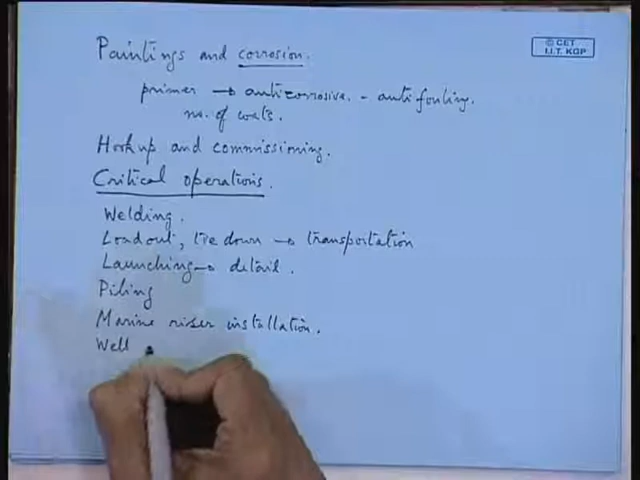 © CET
I.I.T. KGP
Paintings and corrosion.
primer → anticorrosive. - antifouling.
no. of coats.
Hookup and commissioning.
Critical operations.
Welding.
Loadout, tie down → transportation
Launching → detail.
Piling
Marine riser installation.
Well